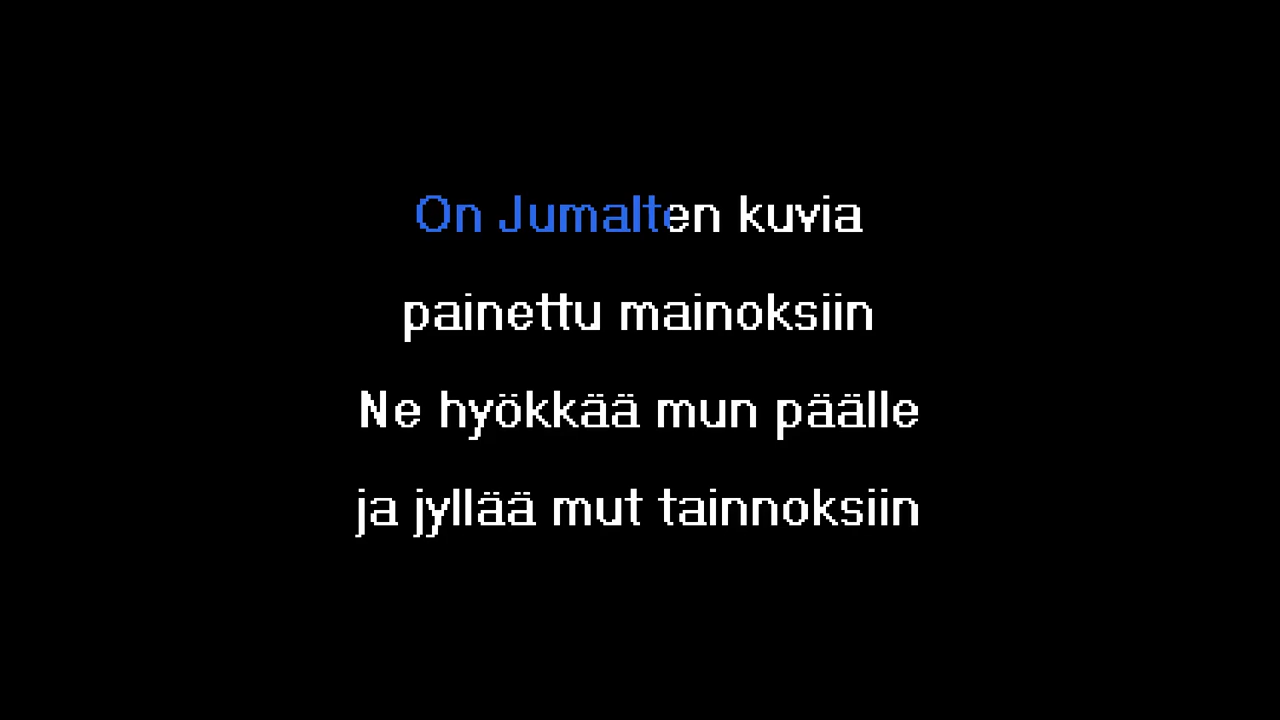 On Jumalten kuvia
painettu mainoksiin
Ne hyökkää mun päälle
ja jyllää mut tainnoksiin